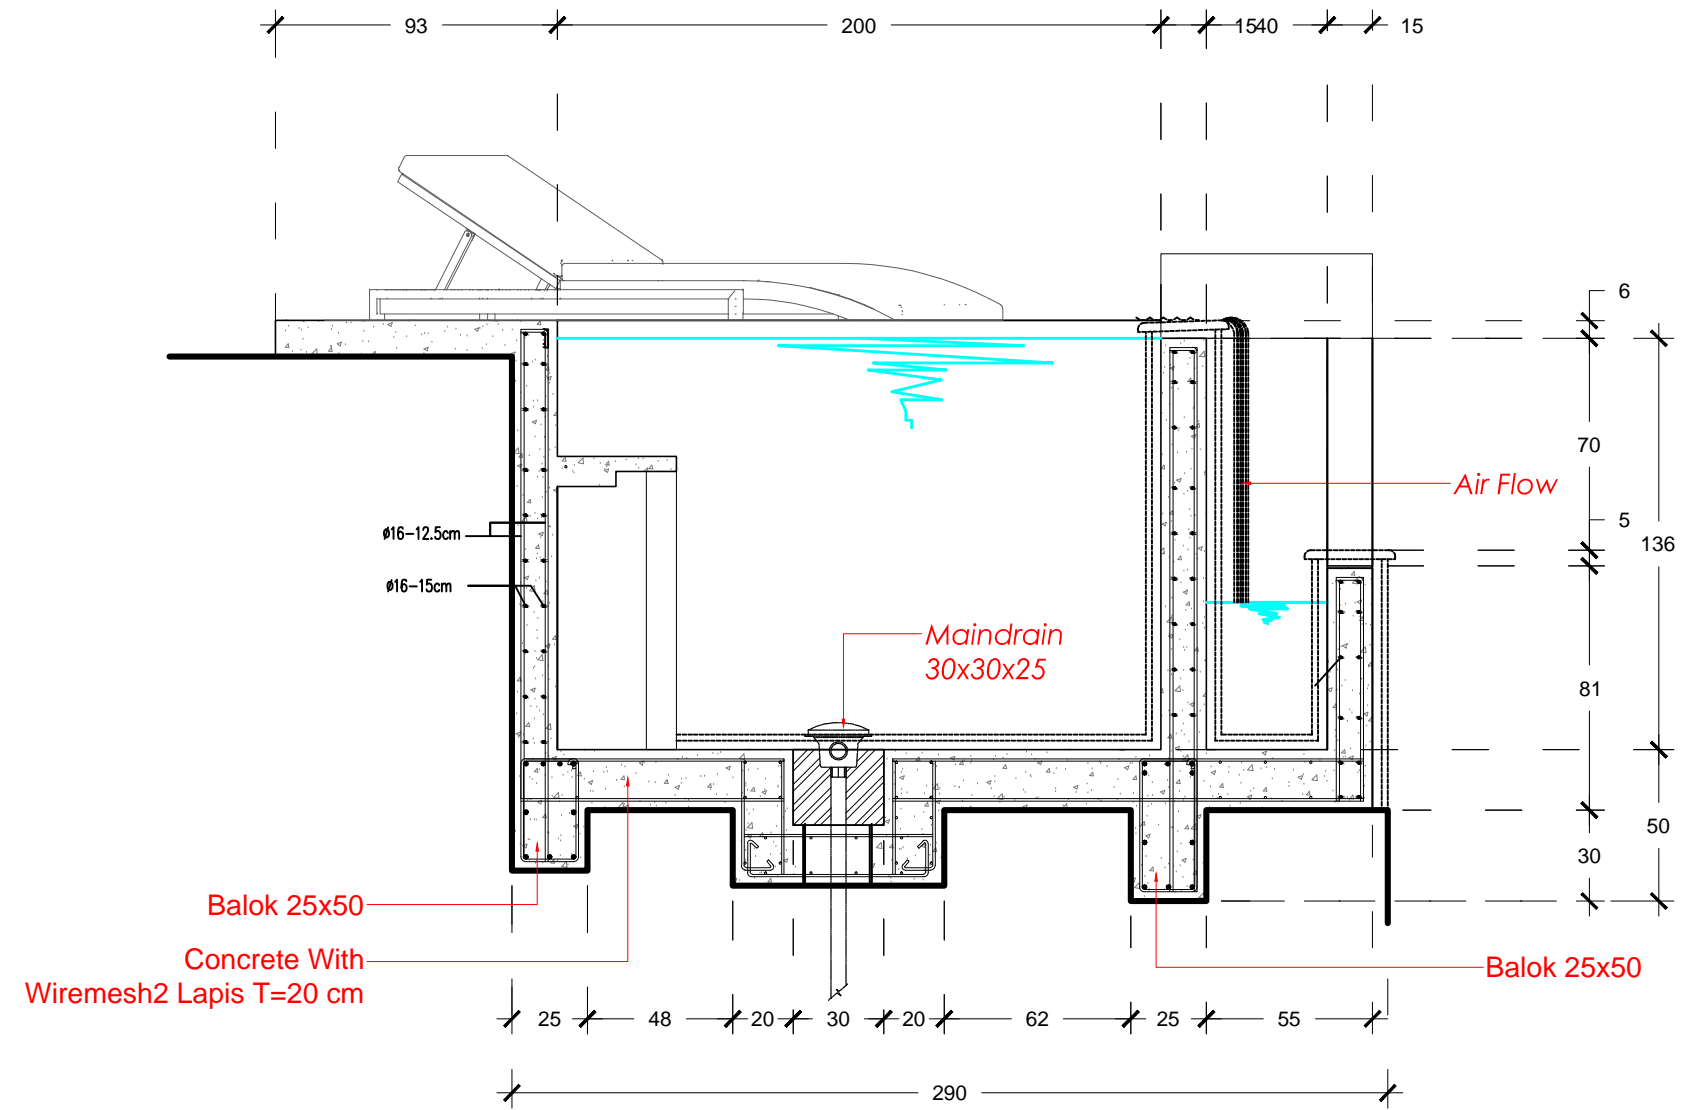 93
200
1540
15
6
70
Air Flow
5
136
ø16-12.5cm
ø16-15cm
Maindrain
30x30x25
81
50
30
Balok 25x50
Concrete With
Wiremesh2 Lapis T=20 cm
Balok 25x50
25
48
20
30
20
62
25
55
290